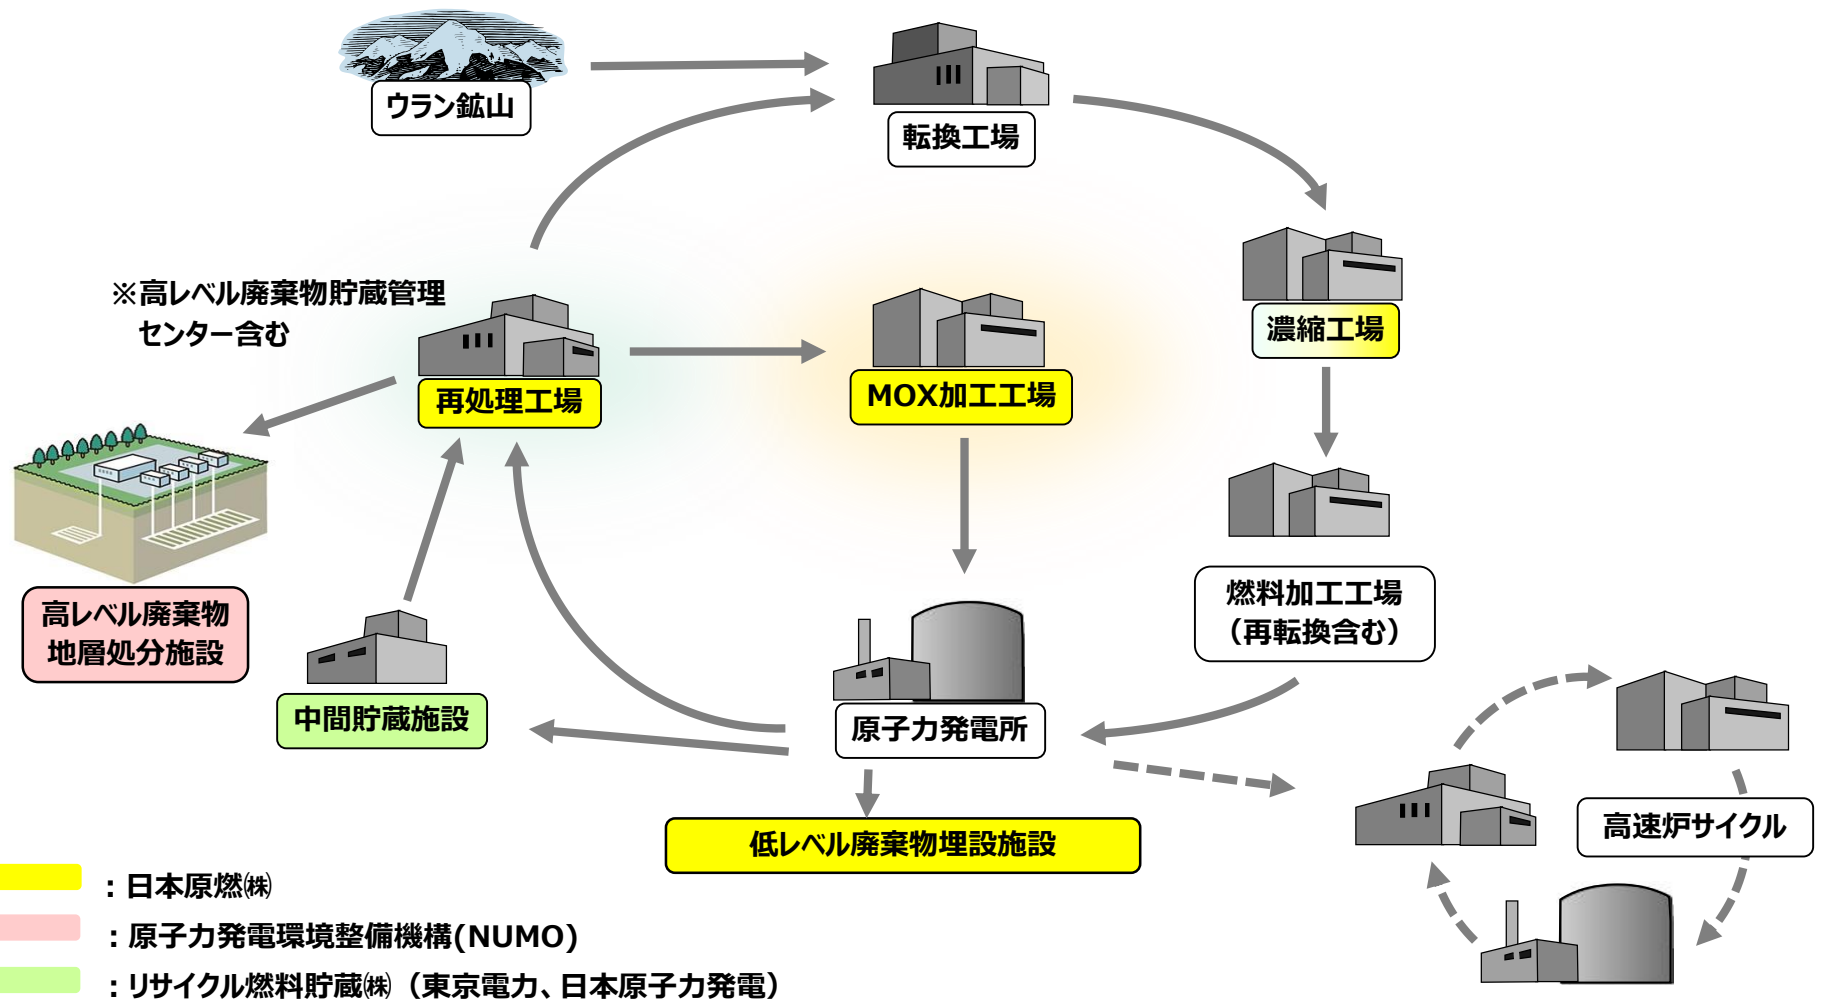 ウラン鉱山
転換工場
※高レベル廃棄物貯蔵管理
センター含む
濃縮工場
再処理工場
MOX加工工場
高レベル廃棄物
地層処分施設
燃料加工工場
（再転換含む）
中間貯蔵施設
原子力発電所
高速炉サイクル
低レベル廃棄物埋設施設
：日本原燃㈱
：原子力発電環境整備機構(NUMO)
：リサイクル燃料貯蔵㈱（東京電力、日本原子力発電）